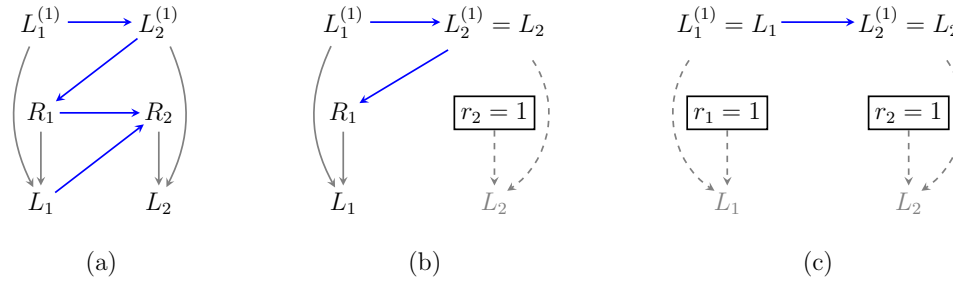 L_1^{(1)} L_2^{(1)} L_1^{(1)} L_2^{(1)} = L_2 L_1^{(1)} = L_1 L_2^{(1)} = L_2
R_1 R_2 R_1 r_2 = 1 r_1 = 1 r_2 = 1
L_1 L_2 L_1 L_2 L_1 L_2
(a) (b) (c)